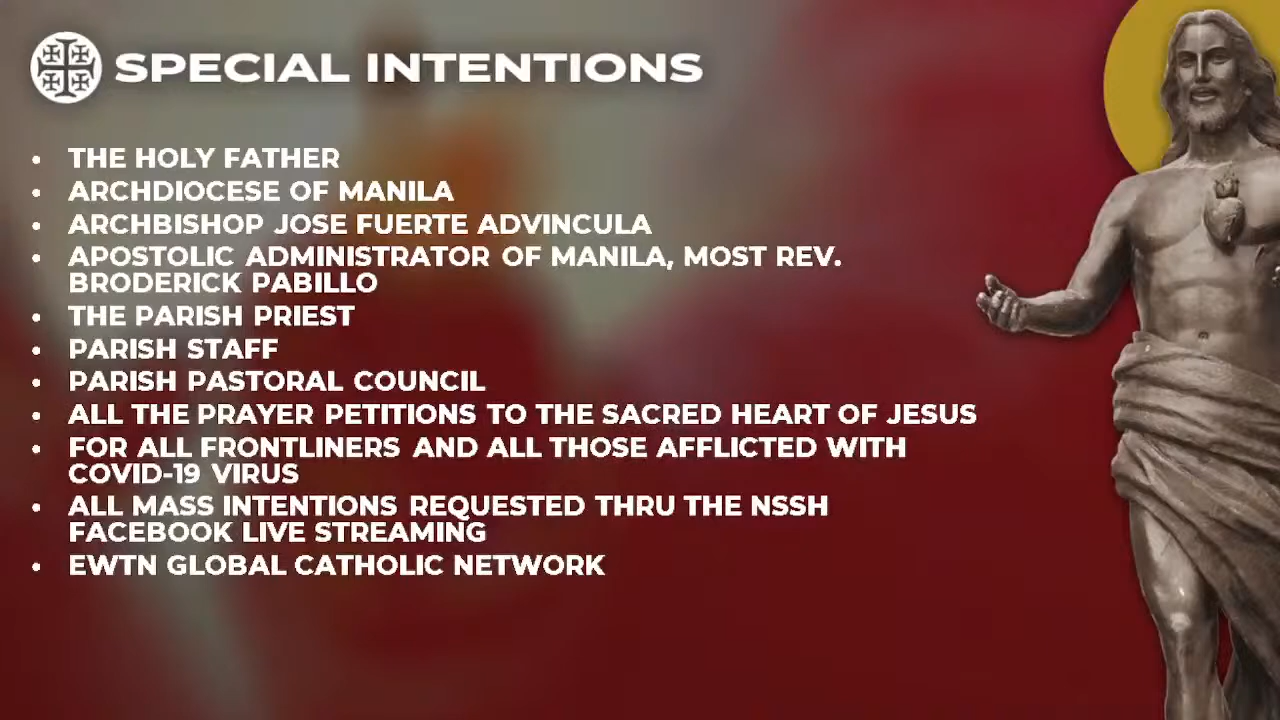 SPECIAL INTENTIONS
• THE HOLY FATHER
• ARCHDIOCESE OF MANILA
• ARCHBISHOP JOSE FUERTE ADVINCULA
• APOSTOLIC ADMINISTRATOR OF MANILA, MOST REV.
BRODERICK PABILLO
• THE PARISH PRIEST
• PARISH STAFF
• PARISH PASTORAL COUNCIL
• ALL THE PRAYER PETITIONS TO THE SACRED HEART OF JESUS
• FOR ALL FRONTLINERS AND ALL THOSE AFFLICTED WITH
COVID-19 VIRUS
• ALL MASS INTENTIONS REQUESTED THRU THE NSSH
FACEBOOK LIVE STREAMING
• EWTN GLOBAL CATHOLIC NETWORK